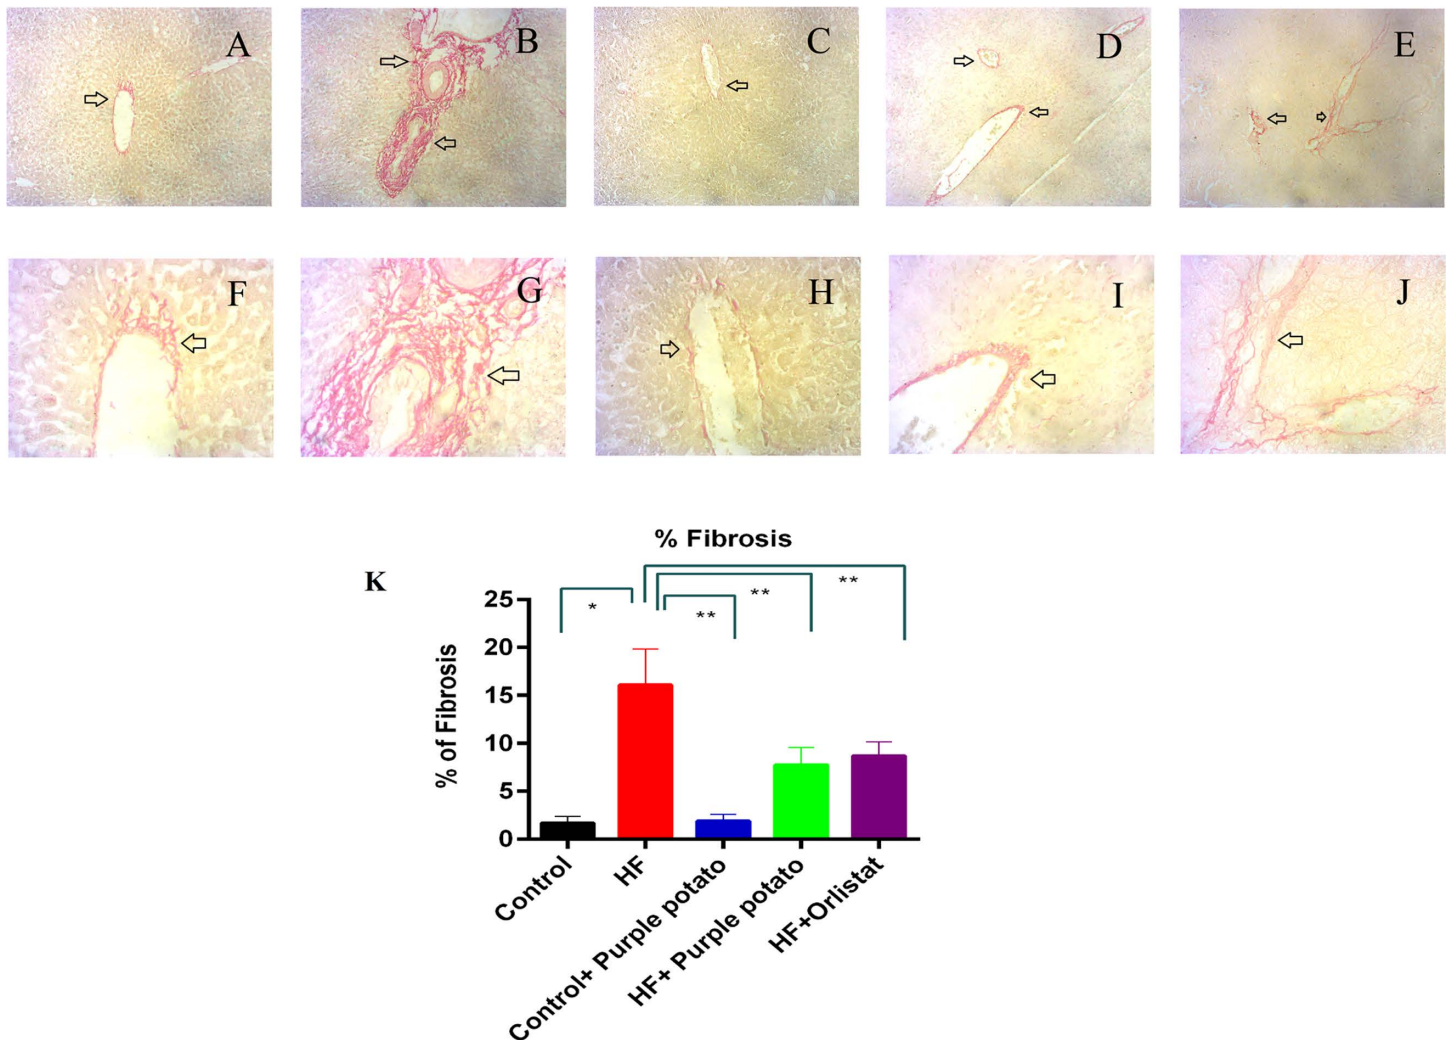 A B C D E
F G H I J
% Fibrosis
K
* ** ** **
% of Fibrosis
25
20
15
10
5
0
Control
HF
Control+ Purple potato
HF+ Purple potato
HF+Orlistat